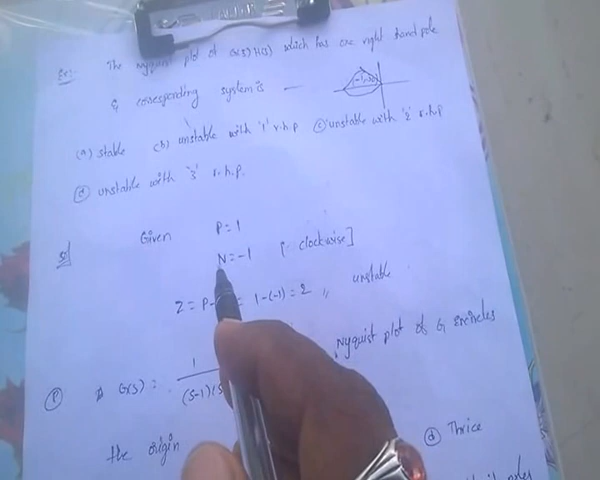 Ex:- The nyquist plot of G(s)H(s) which has one right hand pole
& corresponding system is —
(-1,0)
(a) stable (b) unstable with '1' r.h.p (c) unstable with '2' r.h.p
(d) unstable with '3' r.h.p.
Sol Given P=1
N=-1 [∵ clockwise]
Z = P- = 1-(-1) = 2 ,, unstable
(P) G(s) = 1 Nyquist plot of G encircles
(s-1)(s
the origin (d) Thrice